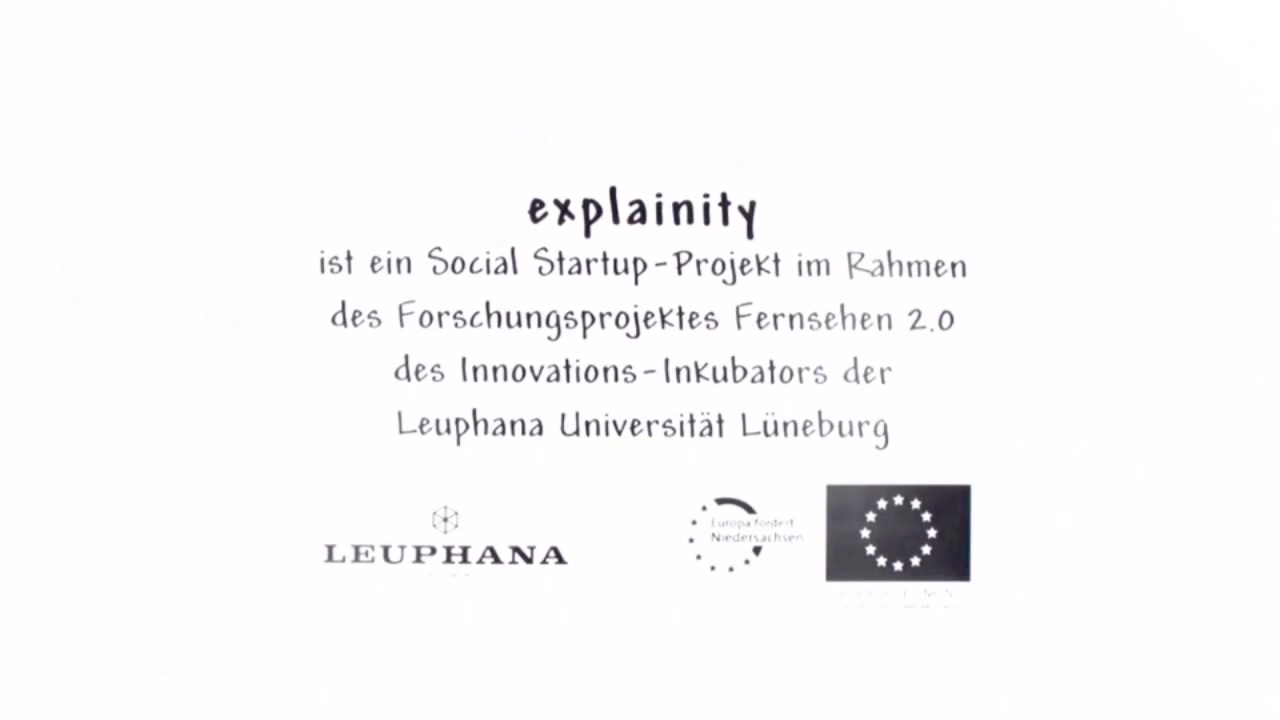 explainity
ist ein Social Startup-Projekt im Rahmen
des Forschungsprojektes Fernsehen 2.0
des Innovations-Inkubators der
Leuphana Universität Lüneburg
LEUPHANA
Europa fördert
Niedersachsen